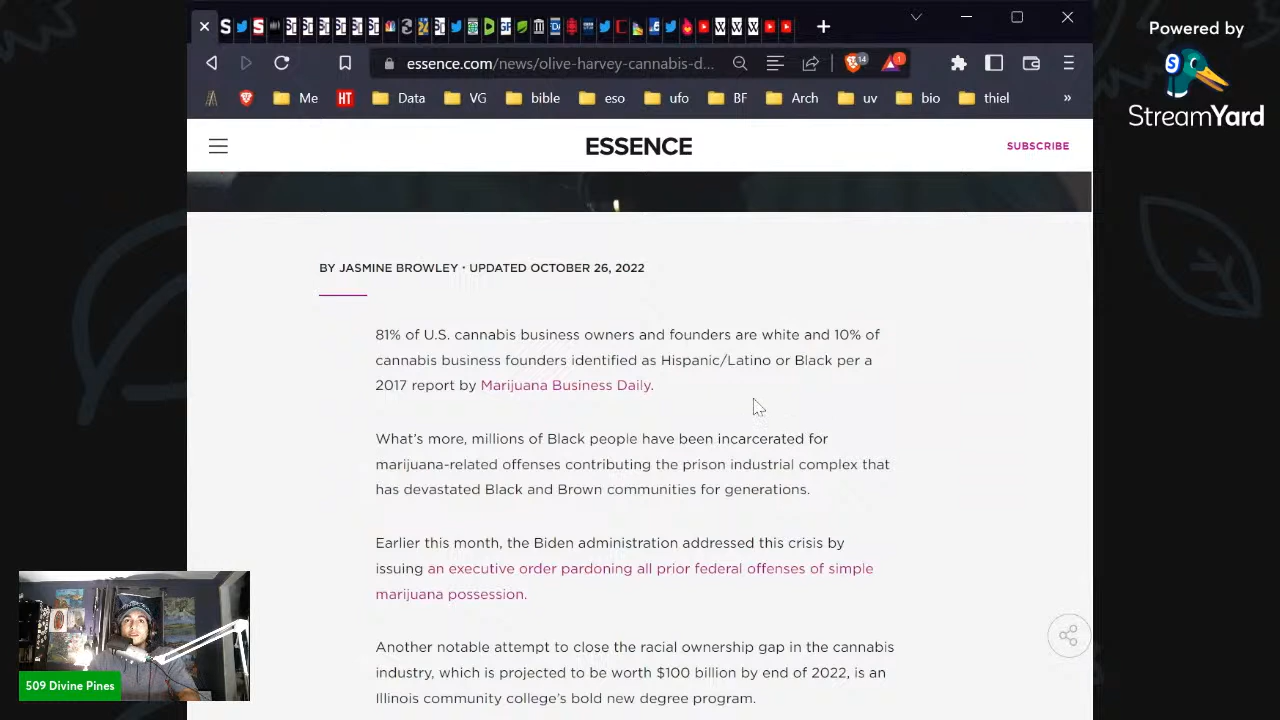 Powered by
StreamYard
essence.com/news/olive-harvey-cannabis-d...
14
1
Me
HT
Data
VG
bible
eso
ufo
BF
Arch
uv
bio
thiel
»
ESSENCE
SUBSCRIBE
BY JASMINE BROWLEY · UPDATED OCTOBER 26, 2022
81% of U.S. cannabis business owners and founders are white and 10% of
cannabis business founders identified as Hispanic/Latino or Black per a
2017 report by Marijuana Business Daily.
What's more, millions of Black people have been incarcerated for
marijuana-related offenses contributing the prison industrial complex that
has devastated Black and Brown communities for generations.
Earlier this month, the Biden administration addressed this crisis by
issuing an executive order pardoning all prior federal offenses of simple
marijuana possession.
Another notable attempt to close the racial ownership gap in the cannabis
industry, which is projected to be worth $100 billion by end of 2022, is an
Illinois community college's bold new degree program.
509 Divine Pines